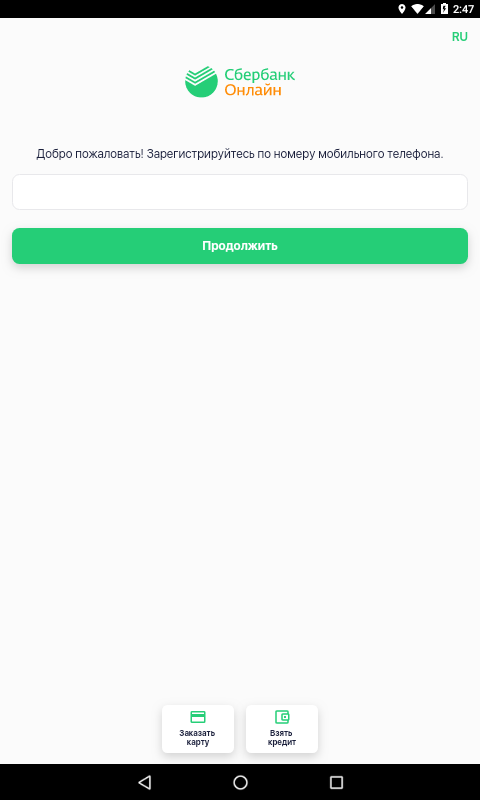 2:47
RU
Сбербанк
Онлайн
Добро пожаловать! Зарегистрируйтесь по номеру мобильного телефона.
Продолжить
Заказать
карту
Взять
кредит